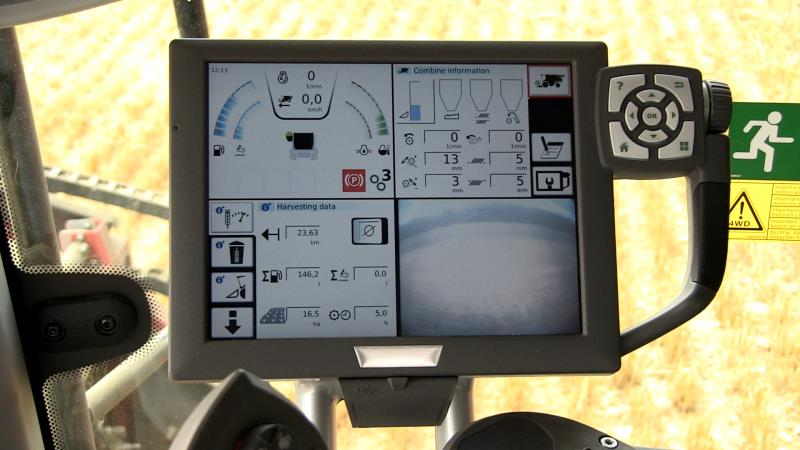 12:13
0
1/min
0,0
km/h
P
3
Combine information
0
1/min
0
1/min
13
mm
5
mm
3
mm
5
mm
Harvesting data
23,63
km
Σ
146,2
l
Σ
0,0
l
16,5
ha
5,0
h
?
OK
4WD